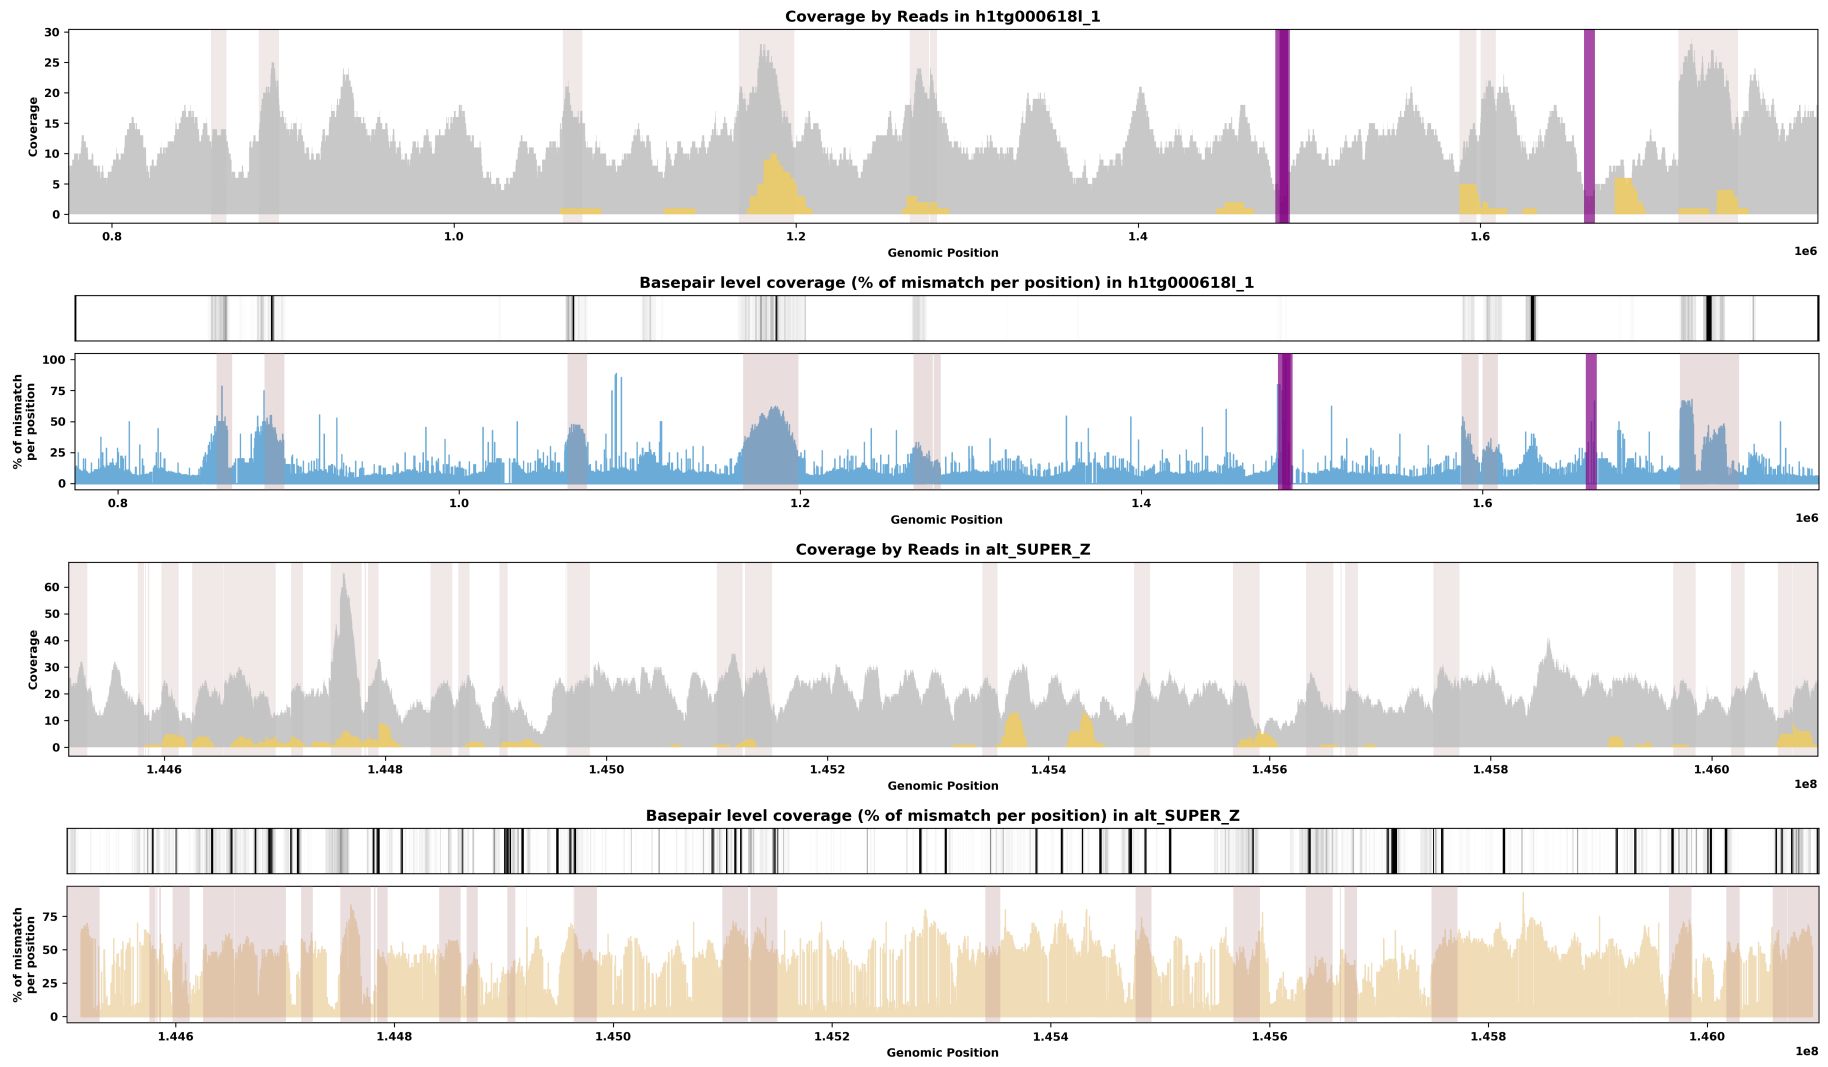 Coverage by Reads in h1tg000618l_1
30
25
20
15
10
5
0
Coverage
0.8 1.0 1.2 1.4 1.6
Genomic Position
1e6
Basepair level coverage (% of mismatch per position) in h1tg000618l_1
100
75
50
25
0
% of mismatch
per position
0.8 1.0 1.2 1.4 1.6
Genomic Position
1e6
Coverage by Reads in alt_SUPER_Z
60
50
40
30
20
10
0
Coverage
1.446 1.448 1.450 1.452 1.454 1.456 1.458 1.460
Genomic Position
1e8
Basepair level coverage (% of mismatch per position) in alt_SUPER_Z
75
50
25
0
% of mismatch
per position
1.446 1.448 1.450 1.452 1.454 1.456 1.458 1.460
Genomic Position
1e8